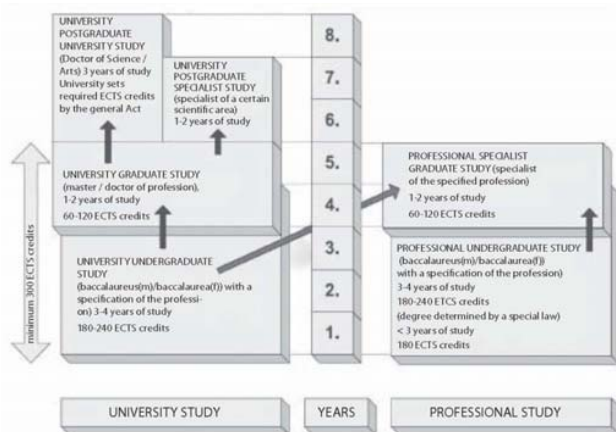 UNIVERSITY
POSTGRADUATE
UNIVERSITY STUDY
(Doctor of Science /
Arts) 3 years of study
University sets
required ECTS credits
by the general Act
UNIVERSITY
POSTGRADUATE
SPECIALIST STUDY
(specialist of a certain
scientific area)
1-2 years of study
8.
7.
6.
5.
4.
3.
2.
1.
minimum 300 ECTS credits
UNIVERSITY GRADUATE STUDY
(master / doctor of profession),
1-2 years of study
60-120 ECTS credits
PROFESSIONAL SPECIALIST
GRADUATE STUDY (specialist
of the specified profession)
1-2 years of study
60-120 ECTS credits
UNIVERSITY UNDERGRADUATE
STUDY
(baccalaureus(m)/baccalaurea(f)) with a
specification of the professi-
on) 3-4 years of study
180-240 ECTS credits
PROFESSIONAL UNDERGRADUATE STUDY
(baccalaureus(m)/baccalaurea(f))
with a specification of the profession)
3-4 years of study
180-240 ETCS credits
(degree determined by a special law)
< 3 years of study
180 ECTS credits
UNIVERSITY STUDY
YEARS
PROFESSIONAL STUDY